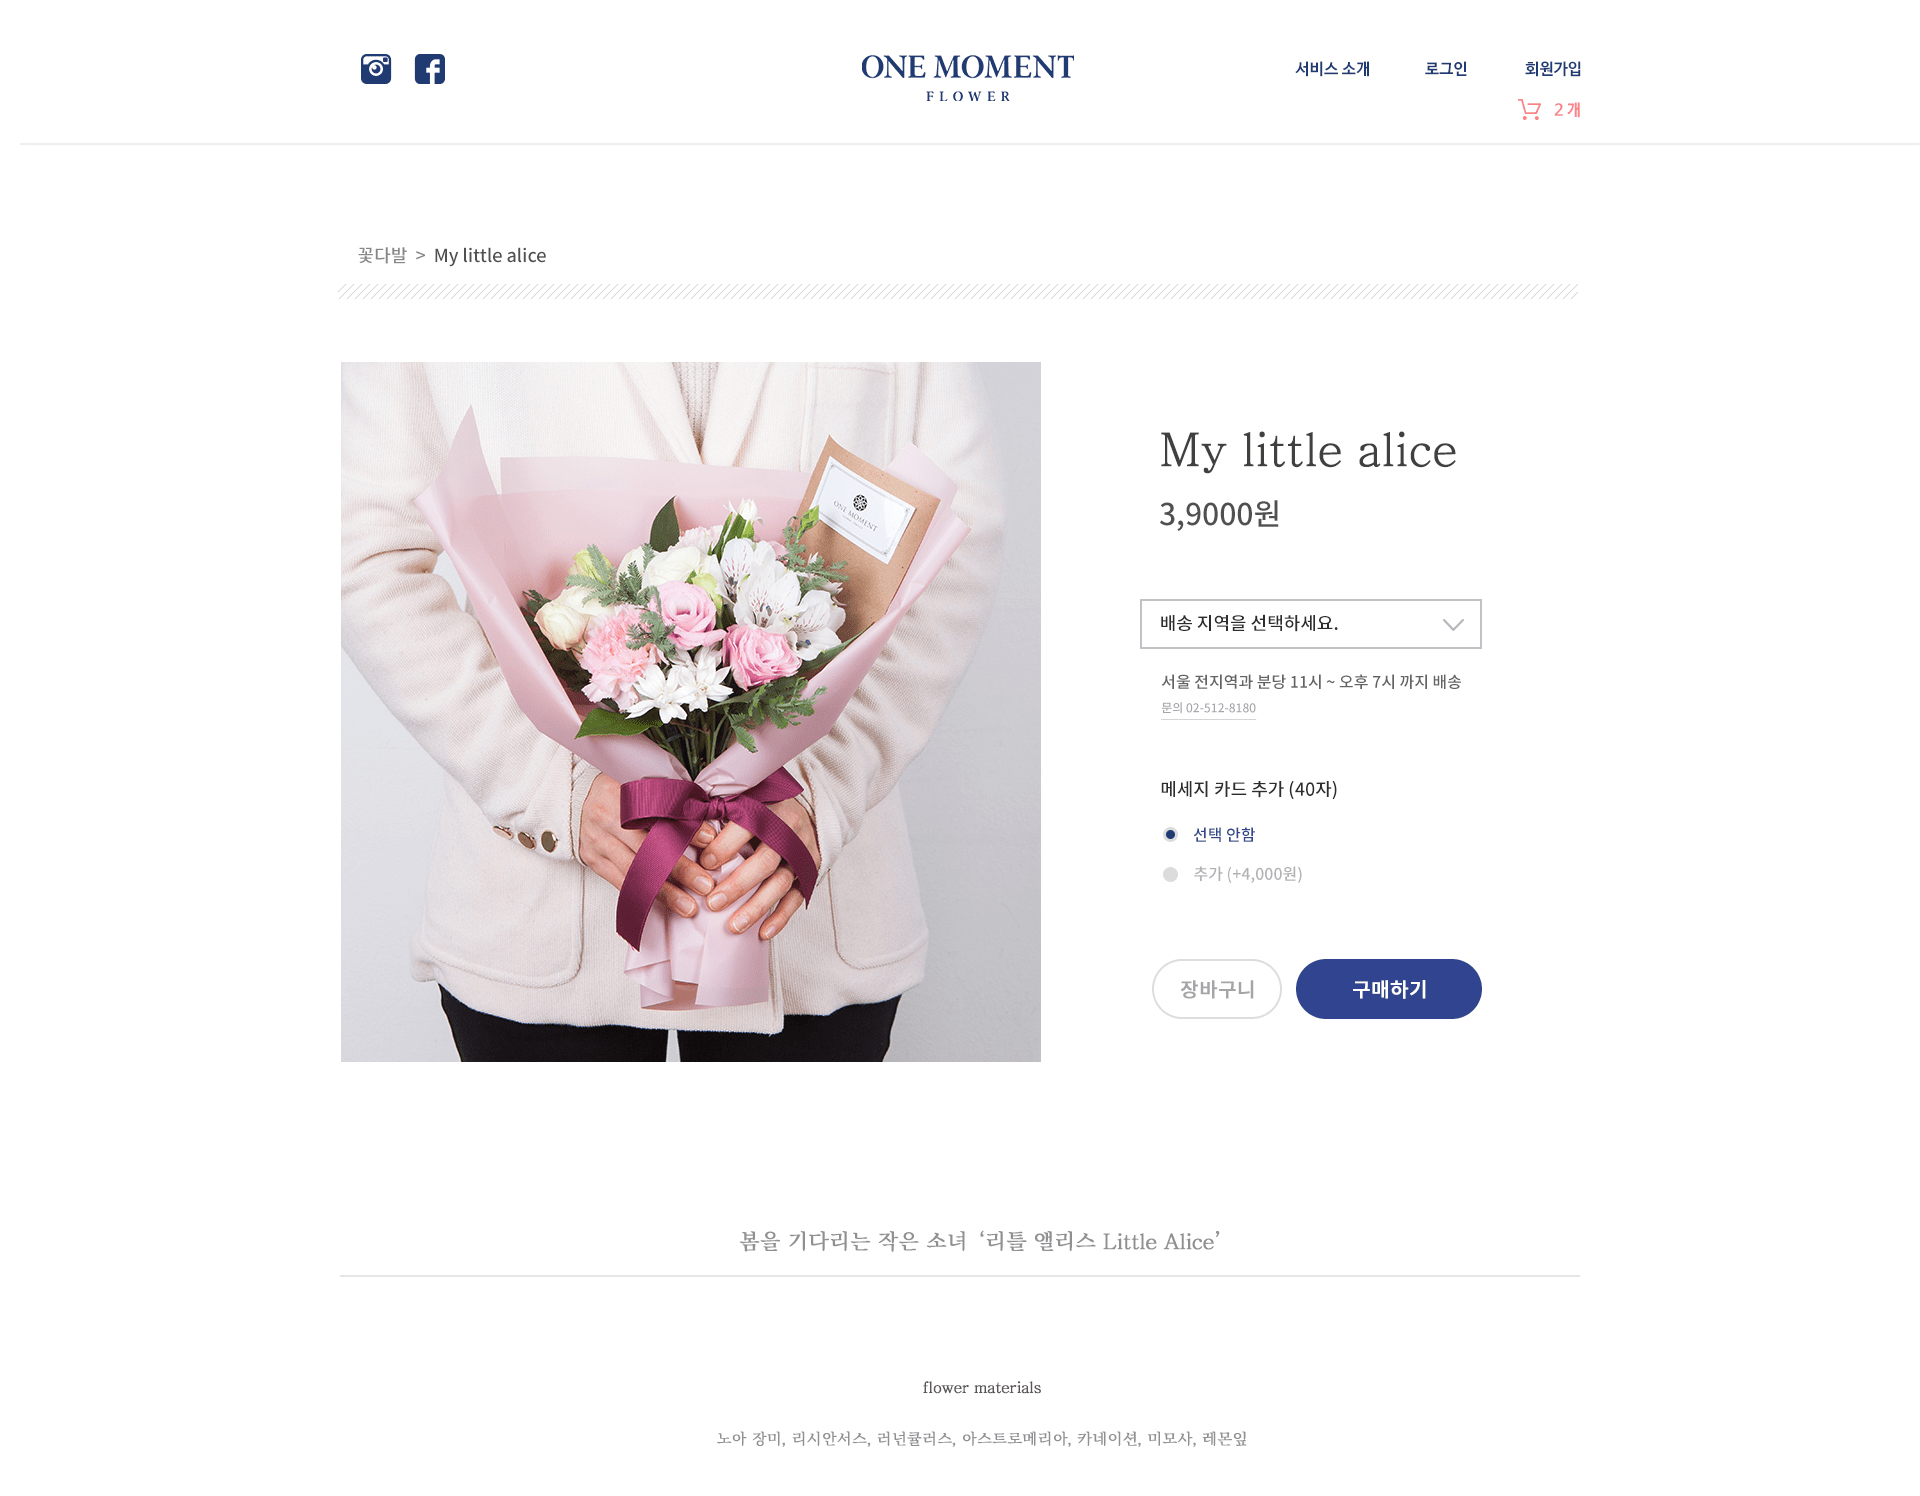 ONE MOMENT
FLOWER
서비스 소개
로그인
회원가입
2 개
꽃다발 > My little alice
ONE MOMENT
My little alice
3,9000원
배송 지역을 선택하세요.
서울 전지역과 분당 11시 ~ 오후 7시 까지 배송
문의 02-512-8180
메세지 카드 추가 (40자)
선택 안함
추가 (+4,000원)
장바구니
구매하기
봄을 기다리는 작은 소녀 ‘리틀 앨리스 Little Alice’
flower materials
노아 장미, 리시안서스, 러넌큘러스, 아스트로메리아, 카네이션, 미모사, 레몬잎